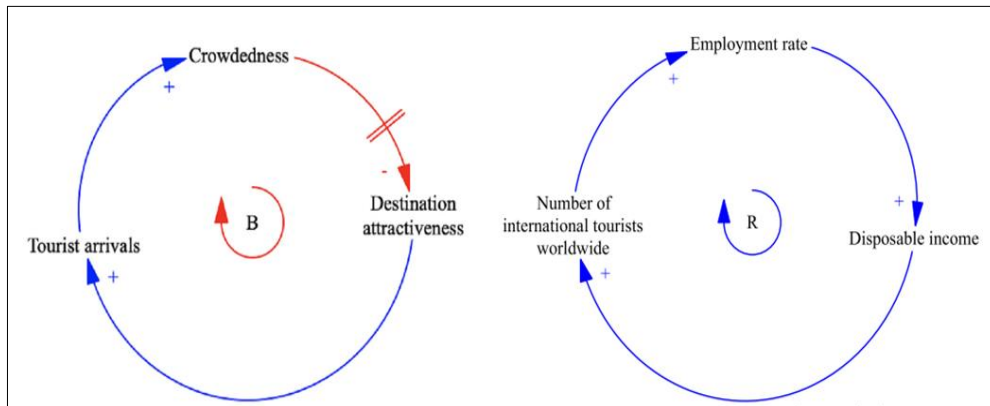 Crowdedness
+
-
Destination
attractiveness
B
Tourist arrivals
+
Employment rate
+
+
Number of
international tourists
worldwide
R
Disposable income
+